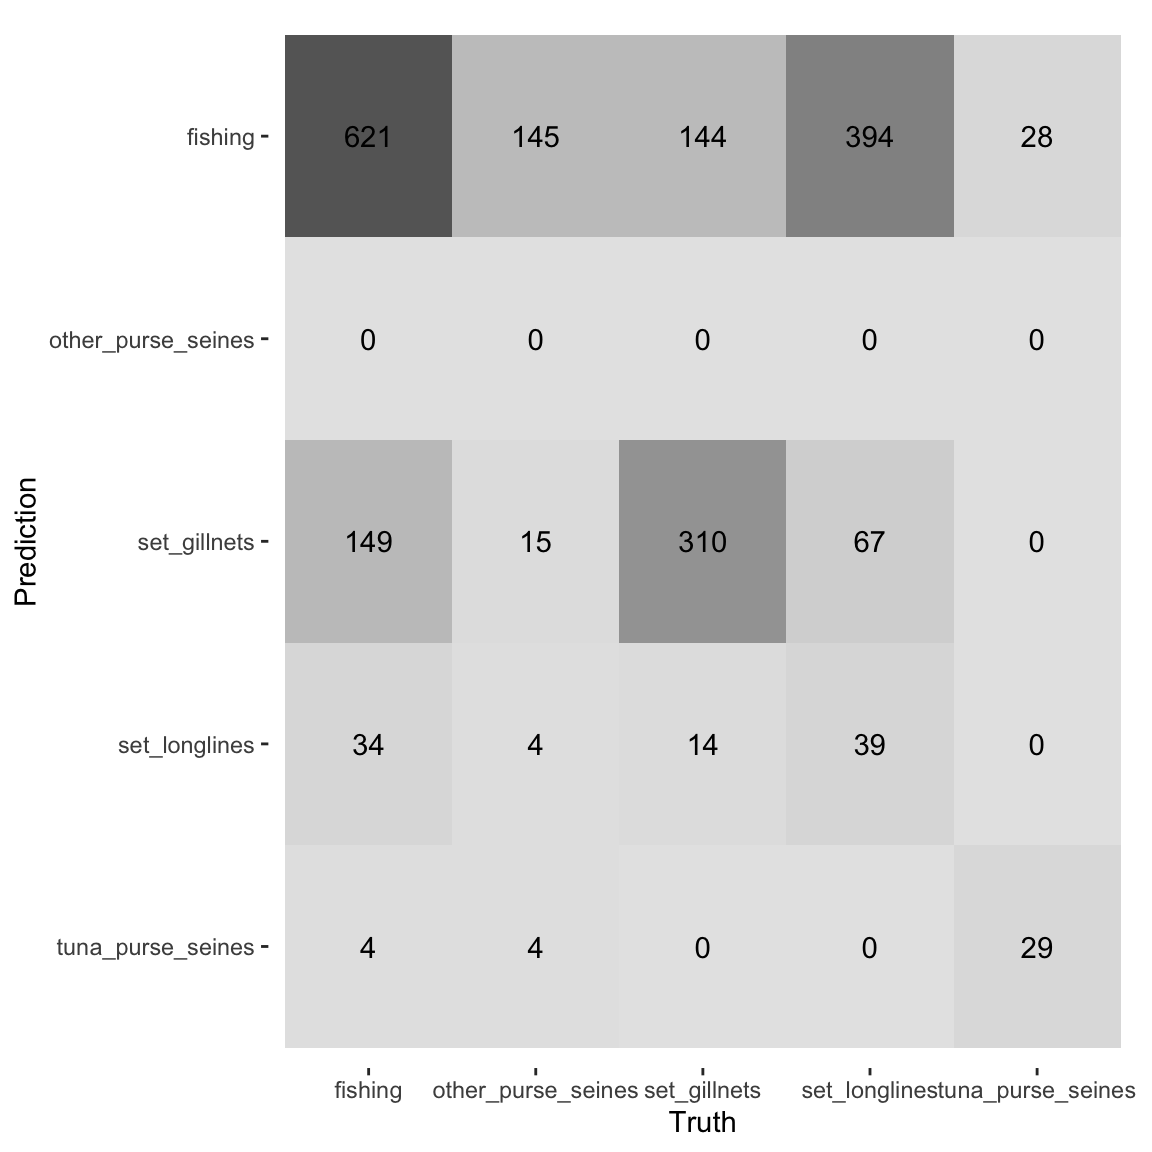 fishing 621 145 144 394 28
other_purse_seines 0 0 0 0 0
set_gillnets 149 15 310 67 0
set_longlines 34 4 14 39 0
tuna_purse_seines 4 4 0 0 29
Prediction
fishing other_purse_seines set_gillnets set_longlines tuna_purse_seines
Truth